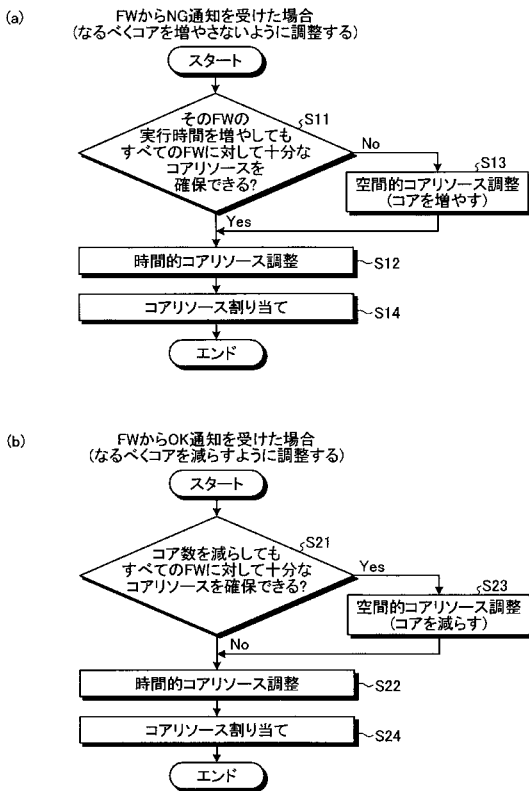 (a)
FWからNG通知を受けた場合
(なるべくコアを増やさないように調整する)
スタート
そのFWの
実行時間を増やしても
すべてのFWに対して十分な
コアリソースを
確保できる?
S11
No
S13
空間的コアリソース調整
(コアを増やす)
Yes
時間的コアリソース調整
S12
コアリソース割り当て
S14
エンド
(b)
FWからOK通知を受けた場合
(なるべくコアを減らすように調整する)
スタート
コア数を減らしても
すべてのFWに対して十分な
コアリソースを確保できる?
S21
Yes
S23
空間的コアリソース調整
(コアを減らす)
No
時間的コアリソース調整
S22
コアリソース割り当て
S24
エンド